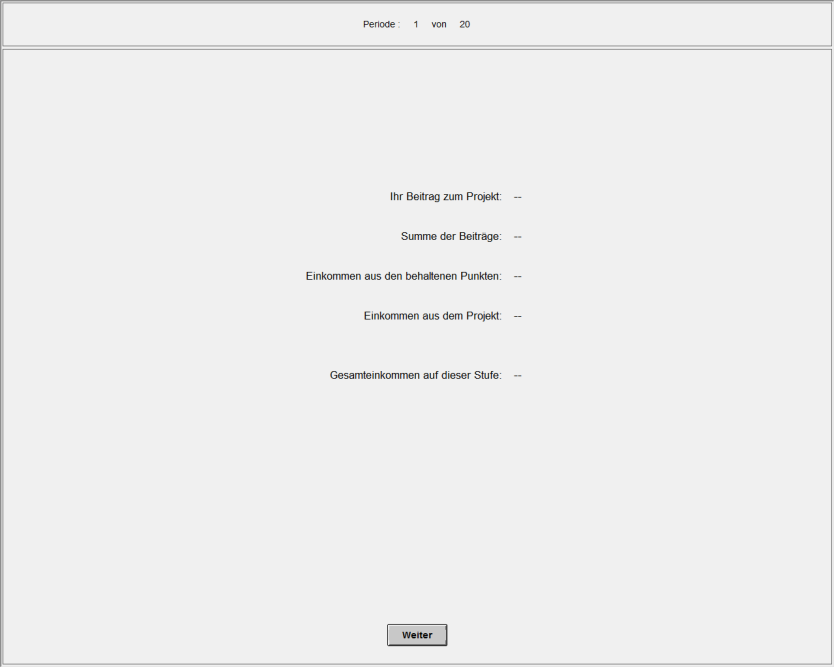 Periode : 1 von 20
Ihr Beitrag zum Projekt: --
Summe der Beiträge: --
Einkommen aus den behaltenen Punkten: --
Einkommen aus dem Projekt: --
Gesamteinkommen auf dieser Stufe: --
Weiter